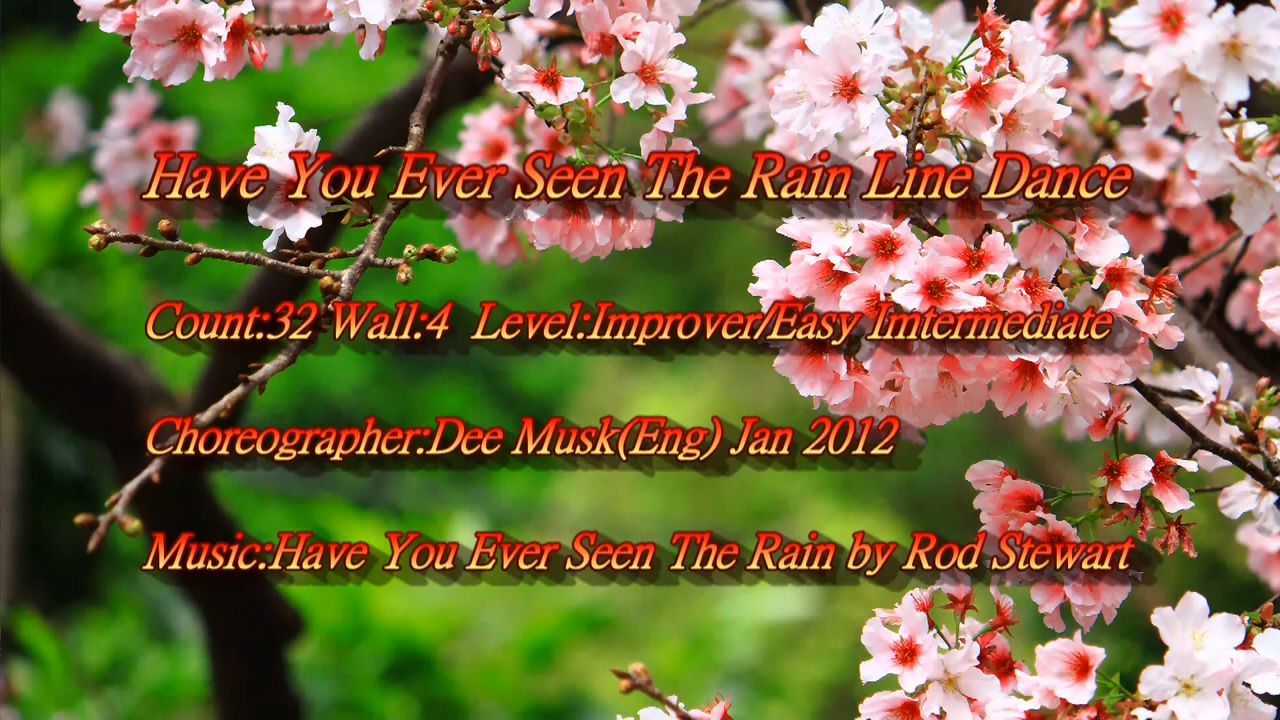 Have You Ever Seen The Rain Line Dance
Count:32 Wall:4 Level:Improver/Easy Imtermediate
Choreographer:Dee Musk(Eng) Jan 2012
Music:Have You Ever Seen The Rain by Rod Stewart